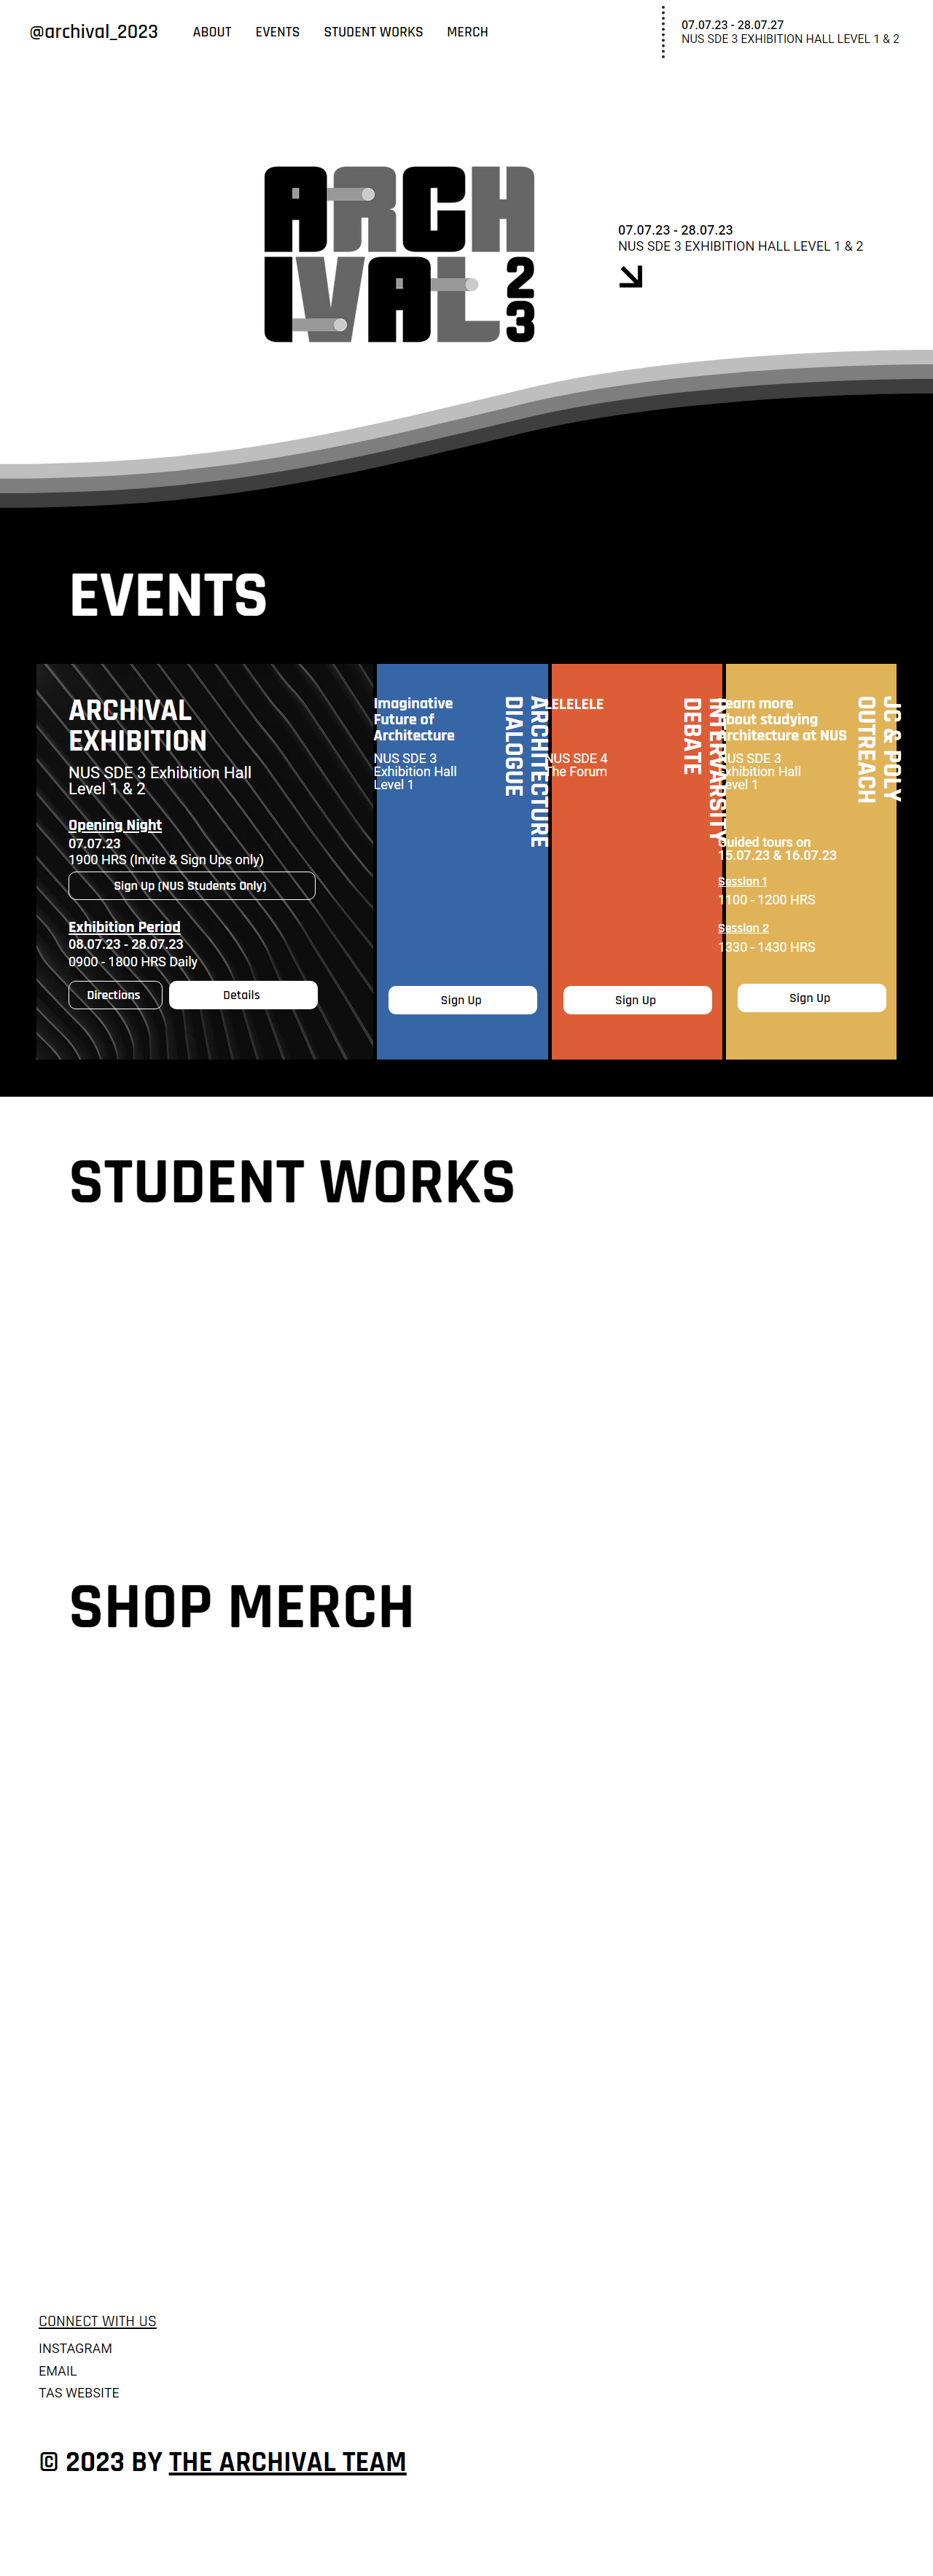 @archival_2023
ABOUT
EVENTS
STUDENT WORKS
MERCH
07.07.23 - 28.07.27
NUS SDE 3 EXHIBITION HALL LEVEL 1 & 2
ARCH
IVAL
23
07.07.23 - 28.07.23
NUS SDE 3 EXHIBITION HALL LEVEL 1 & 2
EVENTS
ARCHIVAL
EXHIBITION
NUS SDE 3 Exhibition Hall
Level 1 & 2
Opening Night
07.07.23
1900 HRS (Invite & Sign Ups only)
Sign Up (NUS Students Only)
Exhibition Period
08.07.23 - 28.07.23
0900 - 1800 HRS Daily
Directions
Details
Imaginative
Future of
Architecture
NUS SDE 3
Exhibition Hall
Level 1
ARCHITECTURE
DIALOGUE
Sign Up
LELELELE
NUS SDE 4
The Forum
INTERVARSITY
DEBATE
Sign Up
Learn more
about studying
Architecture at NUS
NUS SDE 3
Exhibition Hall
Level 1
JC & POLY
OUTREACH
Guided tours on
15.07.23 & 16.07.23
Session 1
1100 - 1200 HRS
Session 2
1330 - 1430 HRS
Sign Up
STUDENT WORKS
SHOP MERCH
CONNECT WITH US
INSTAGRAM
EMAIL
TAS WEBSITE
© 2023 BY THE ARCHIVAL TEAM